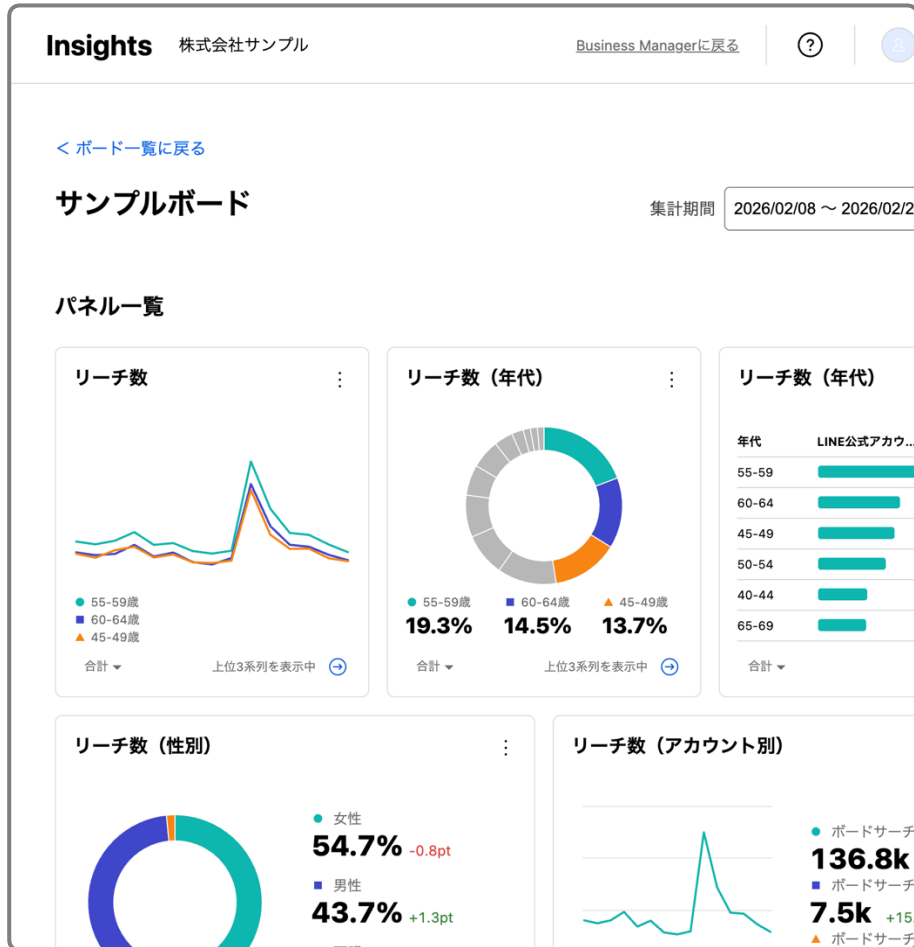 Insights 株式会社サンプル Business Managerに戻る
< ボード一覧に戻る
サンプルボード
集計期間 2026/02/08 〜 2026/02/2
パネル一覧
リーチ数
55-59歳
60-64歳
45-49歳
合計 上位3系列を表示中
リーチ数（年代）
55-59歳 60-64歳 45-49歳
19.3% 14.5% 13.7%
合計 上位3系列を表示中
リーチ数（年代）
年代 LINE公式アカウ...
55-59
60-64
45-49
50-54
40-44
65-69
合計
リーチ数（性別）
女性
54.7% -0.8pt
男性
43.7% +1.3pt
リーチ数（アカウント別）
ボードサーチ
136.8k
ボードサーチ
7.5k +15
ボードサーチ